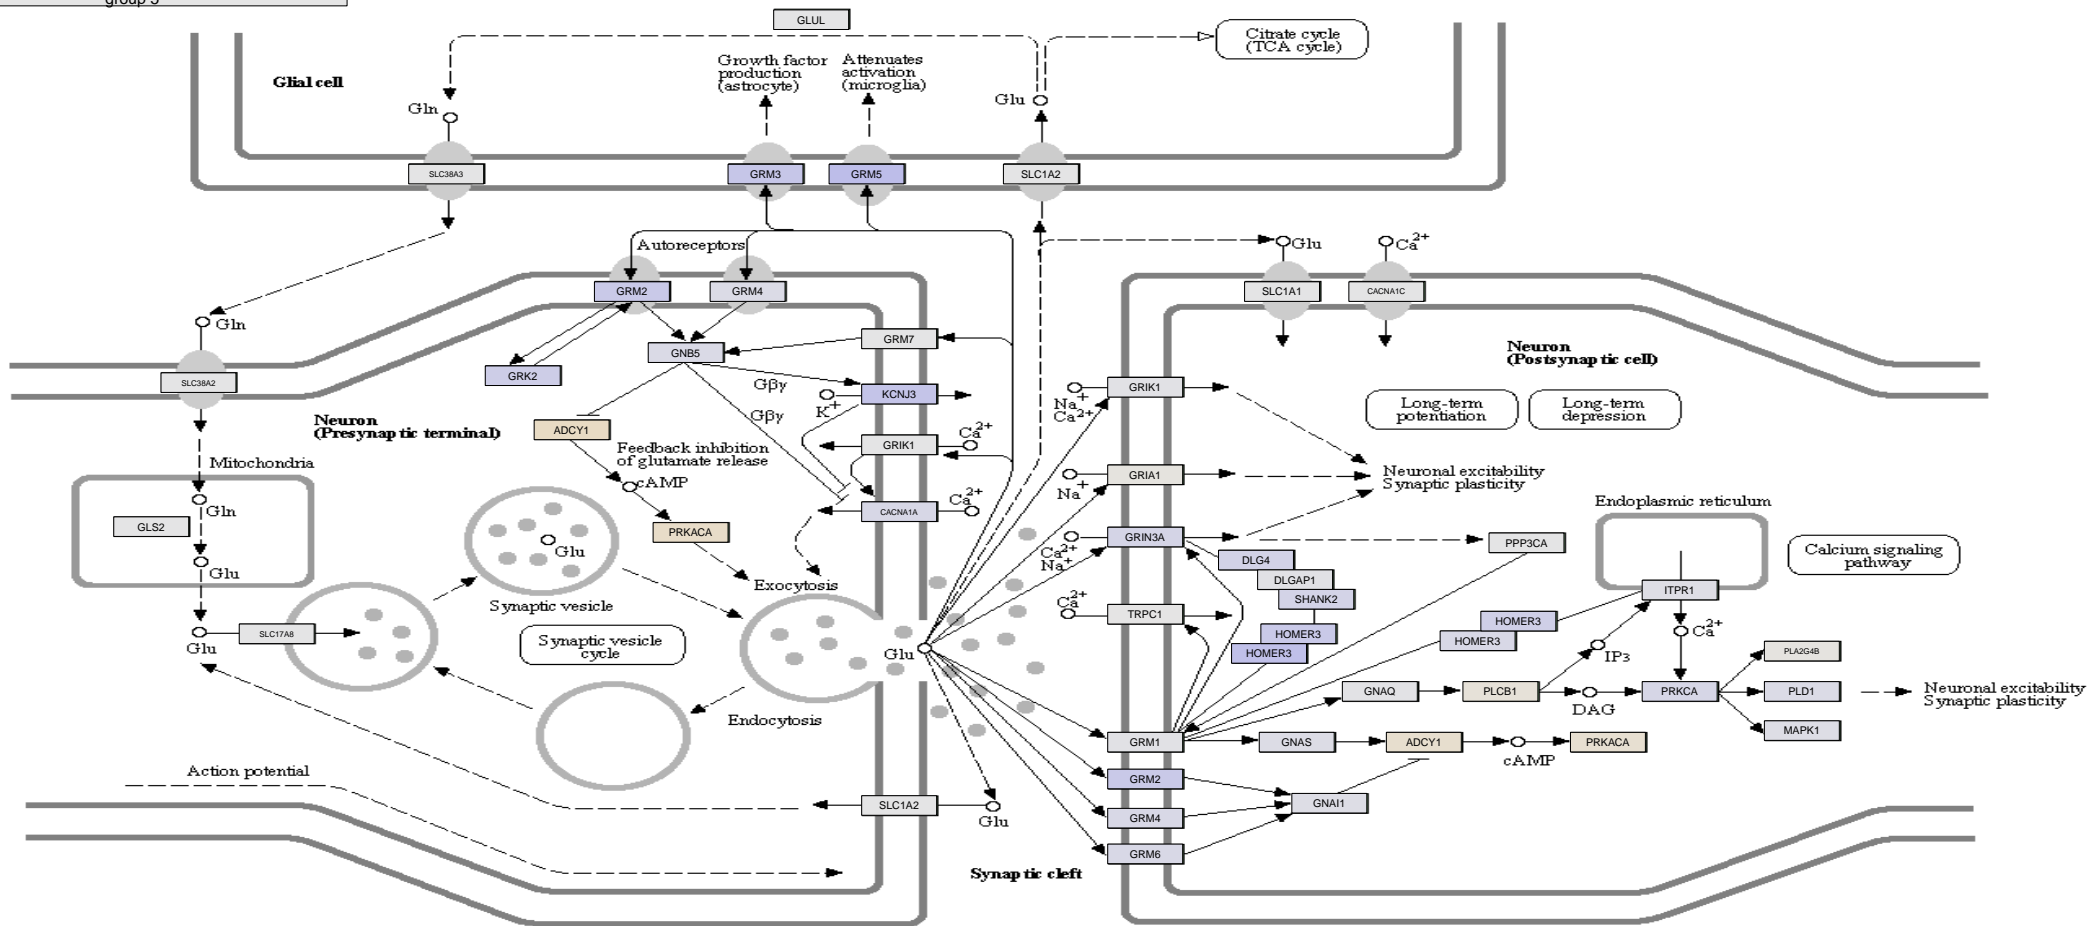 group 3
GLUL
Citrate cycle
(TCA cycle)
Growth factor
production
(astrocyte)
Attenuates
activation
(microglia)
Glial cell
Gln
Glu
SLC38A3
GRM3
GRM5
SLC1A2
Autoreceptors
Glu
Ca2+
GRM2
GRM4
SLC1A1
CACNA1C
Gln
GRM7
GNB5
Neuron
(Postsynaptic cell)
SLC38A2
GRK2
Gβγ
K+
KCNJ3
Na+
Ca2+
GRIK1
Long-term
potentiation
Long-term
depression
Neuron
(Presynaptic terminal)
ADCY1
Gβγ
GRIK1
Ca2+
Feedback inhibition
of glutamate release
Mitochondria
cAMP
Na+
GRIA1
Neuronal excitability
Synaptic plasticity
Gln
GLS2
Glu
Glu
PRKACA
CACNA1A
Ca2+
Endoplasmic reticulum
GRIN3A
Ca2+
Na+
PPP3CA
Calcium signaling
pathway
DLG4
DLGAP1
SHANK2
HOMER3
HOMER3
Exocytosis
Synaptic vesicle
Ca2+
TRPC1
ITPR1
HOMER3
HOMER3
Ca2+
IP3
Glu
SLC17A8
Synaptic vesicle
cycle
Glu
PLA2G4B
GNAQ
PLCB1
DAG
PRKCA
PLD1
Neuronal excitability
Synaptic plasticity
MAPK1
Endocytosis
GRM1
GNAS
ADCY1
cAMP
PRKACA
Action potential
GRM2
GNAI1
SLC1A2
Glu
GRM4
GRM6
Synaptic cleft